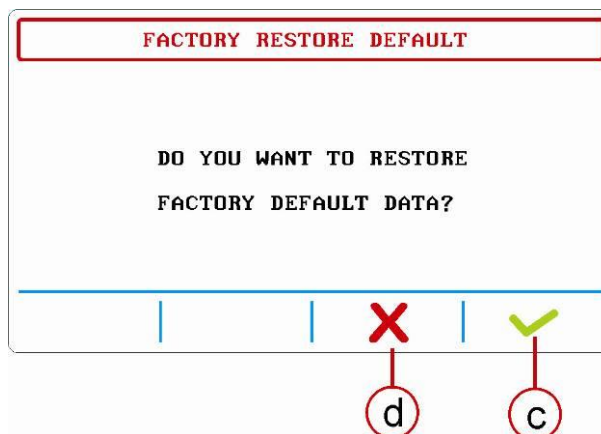 FACTORY RESTORE DEFAULT
DO YOU WANT TO RESTORE
FACTORY DEFAULT DATA?
d
c